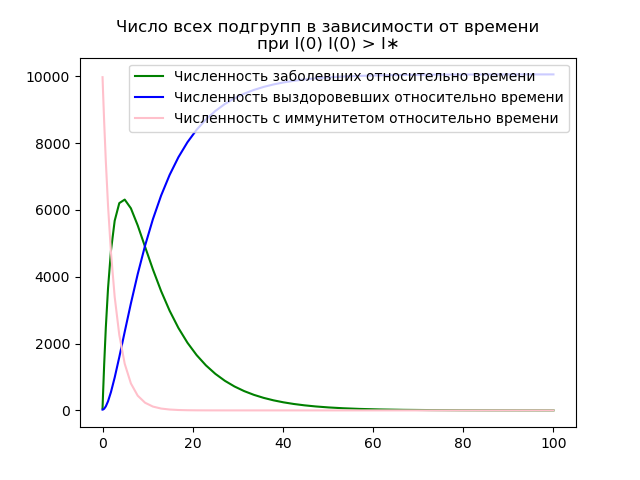 Число всех подгрупп в зависимости от времени
при I(0) I(0) > I∗
Численность заболевших относительно времени
Численность выздоровевших относительно времени
Численность с иммунитетом относительно времени
10000
8000
6000
4000
2000
0
0 20 40 60 80 100